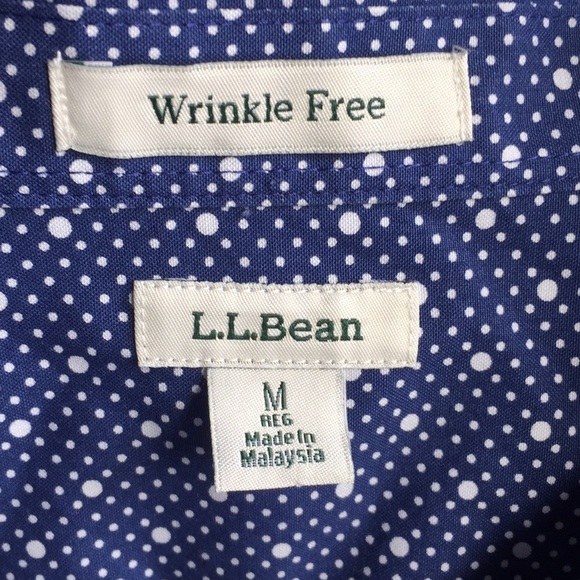 Wrinkle Free
L.L.Bean
M
REG
Made In
Malaysia